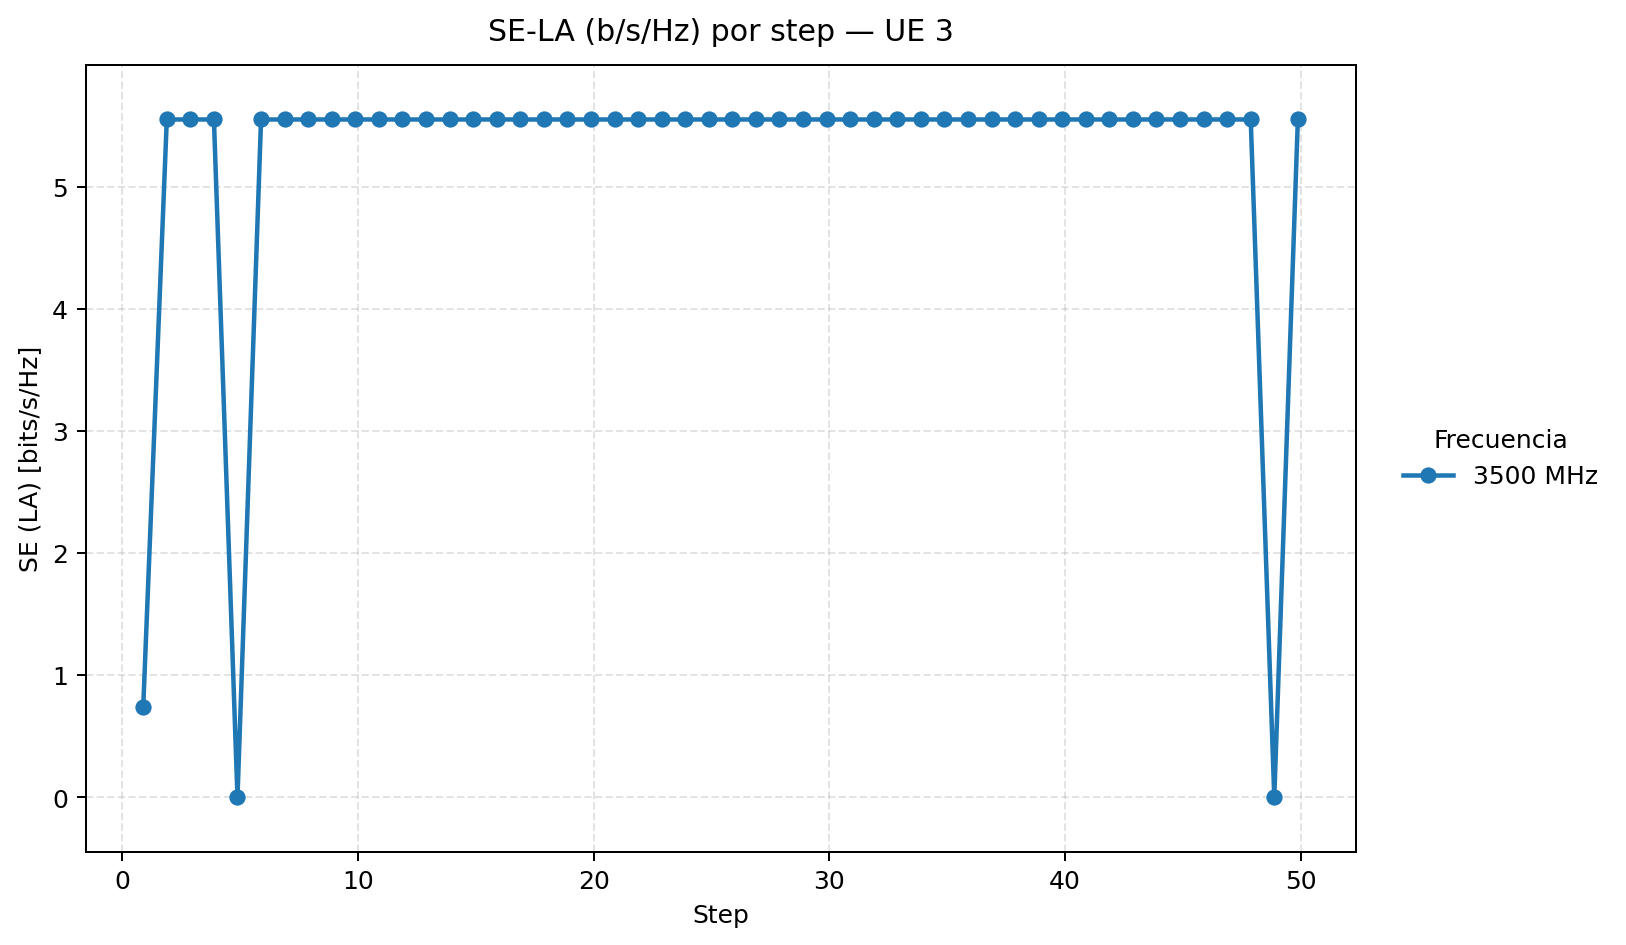 SE-LA (b/s/Hz) por step — UE 3
SE (LA) [bits/s/Hz]
5
4
3
2
1
0
0 10 20 30 40 50
Step
Frecuencia
3500 MHz